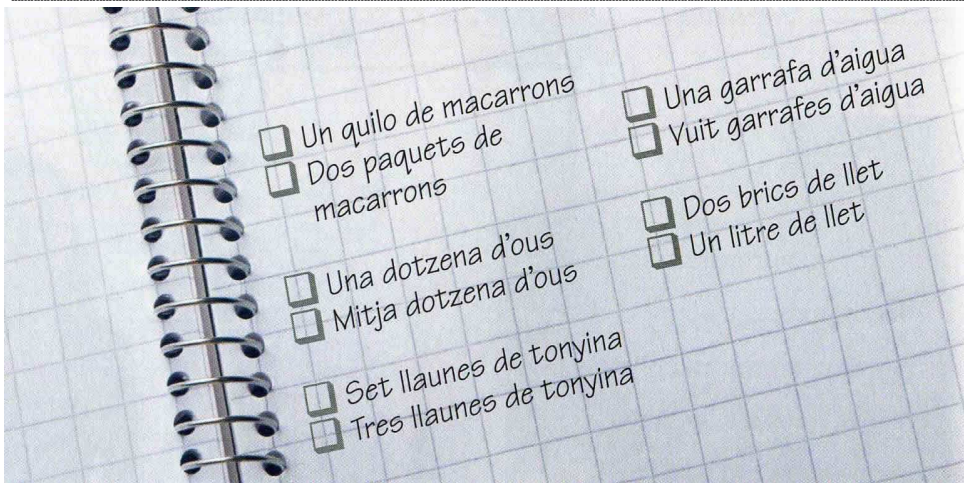 Un quilo de macarrons
Dos paquets de
macarrons
Una dotzena d'ous
Mitja dotzena d'ous
Set llaunes de tonyina
Tres llaunes de tonyina
Una garrafa d'aigua
Vuit garrafes d'aigua
Dos brics de llet
Un litre de llet